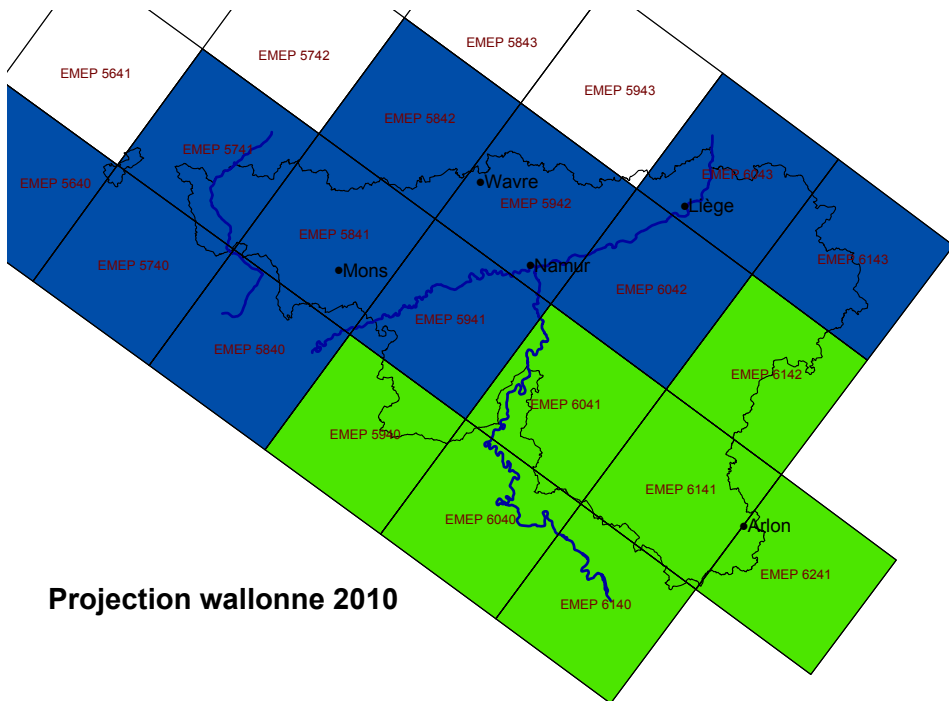 EMEP 5843
EMEP 5742
EMEP 5641
EMEP 5943
EMEP 5842
EMEP 5741
EMEP 6043
EMEP 5640
Wavre
EMEP 5942
Liège
EMEP 5841
EMEP 6143
EMEP 5740
Mons
Namur
EMEP 6042
EMEP 5941
EMEP 5840
EMEP 6142
EMEP 6041
EMEP 5940
EMEP 6141
EMEP 6040
Arlon
EMEP 6241
EMEP 6140
Projection wallonne 2010